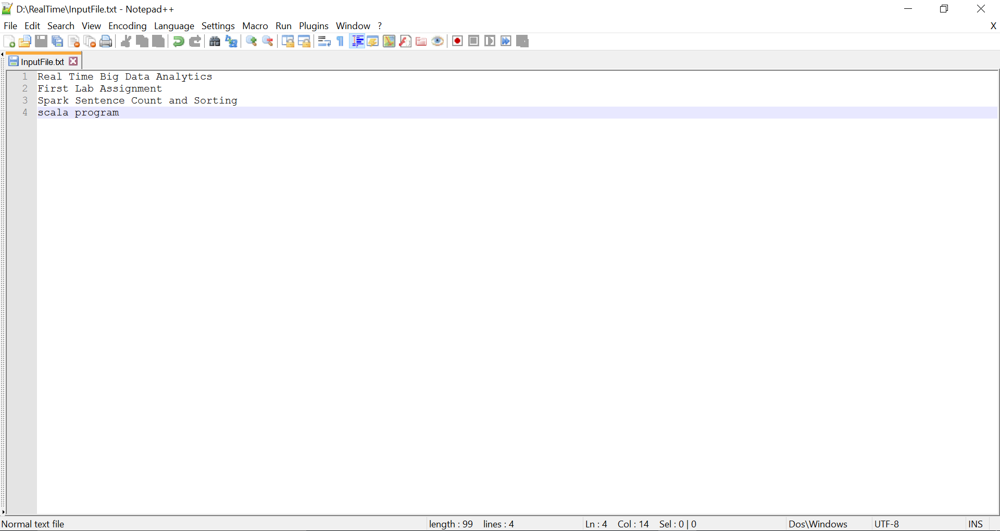 D:\RealTime\InputFile.txt - Notepad++
File Edit Search View Encoding Language Settings Macro Run Plugins Window ? X
InputFile.txt
1 Real Time Big Data Analytics
2 First Lab Assignment
3 Spark Sentence Count and Sorting
4 scala program
Normal text file length : 99 lines : 4 Ln : 4 Col : 14 Sel : 0 | 0 Dos\Windows UTF-8 INS